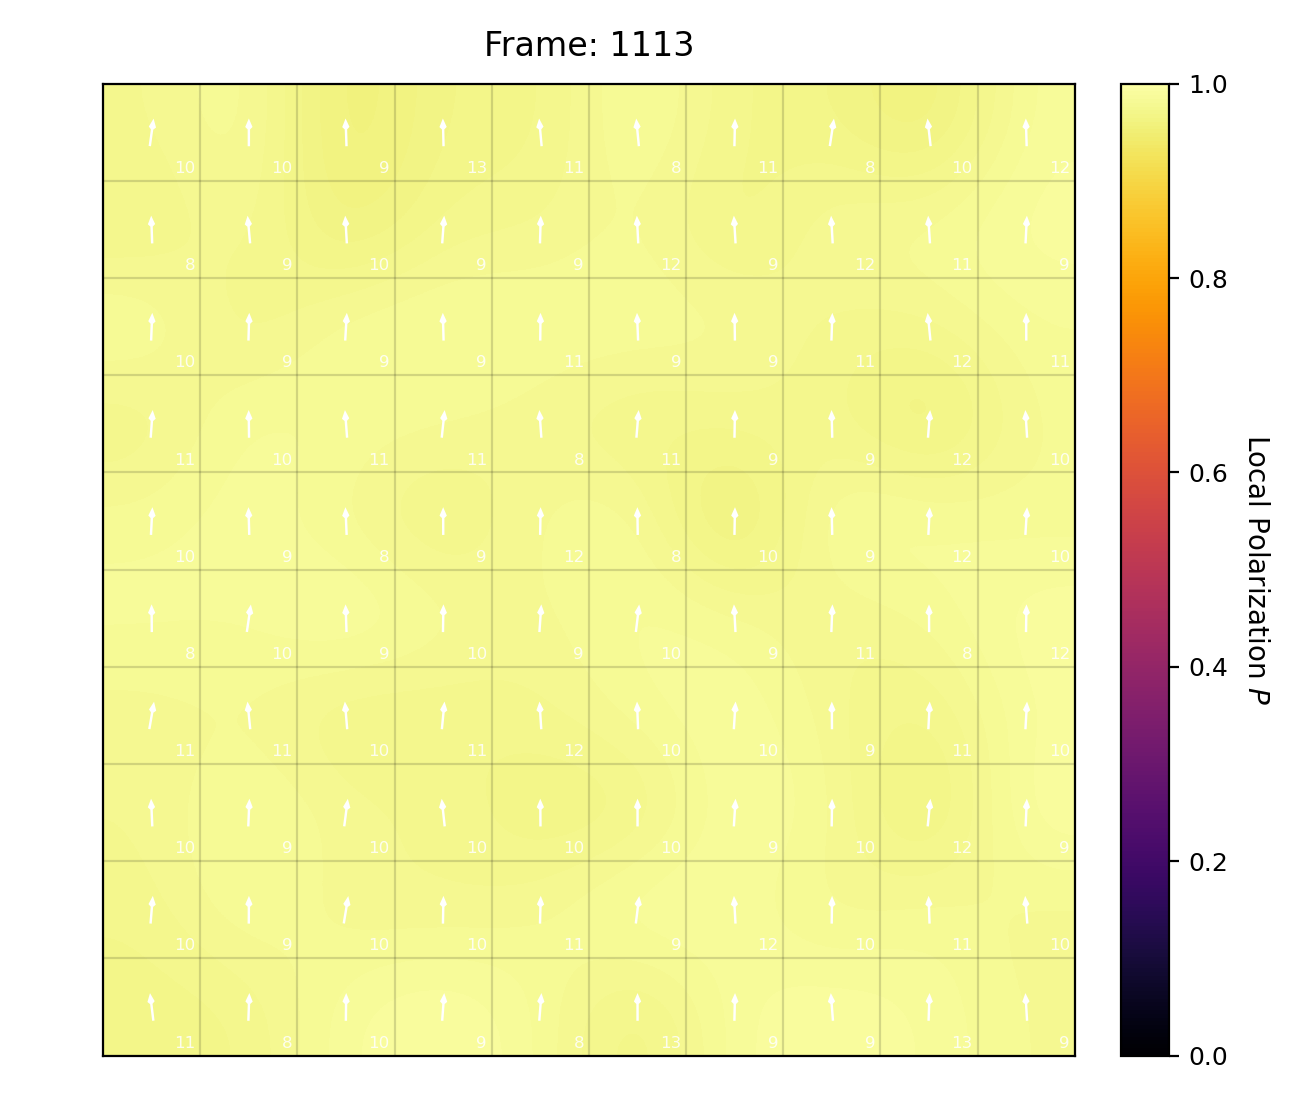 Frame: 1113
10 10 9 13 11 8 11 8 10 12
8 9 10 9 9 12 9 12 11 9
10 9 9 9 11 9 9 11 12 11
11 10 11 11 8 11 9 9 12 10
10 9 8 9 12 8 10 9 12 10
8 10 9 10 9 10 9 11 8 12
11 11 10 11 12 10 10 9 11 10
10 9 10 10 10 10 9 10 12 9
10 9 10 10 11 9 12 10 11 10
11 8 10 9 8 13 9 9 13 9
1.0
0.8
0.6
0.4
0.2
0.0
Local Polarization P